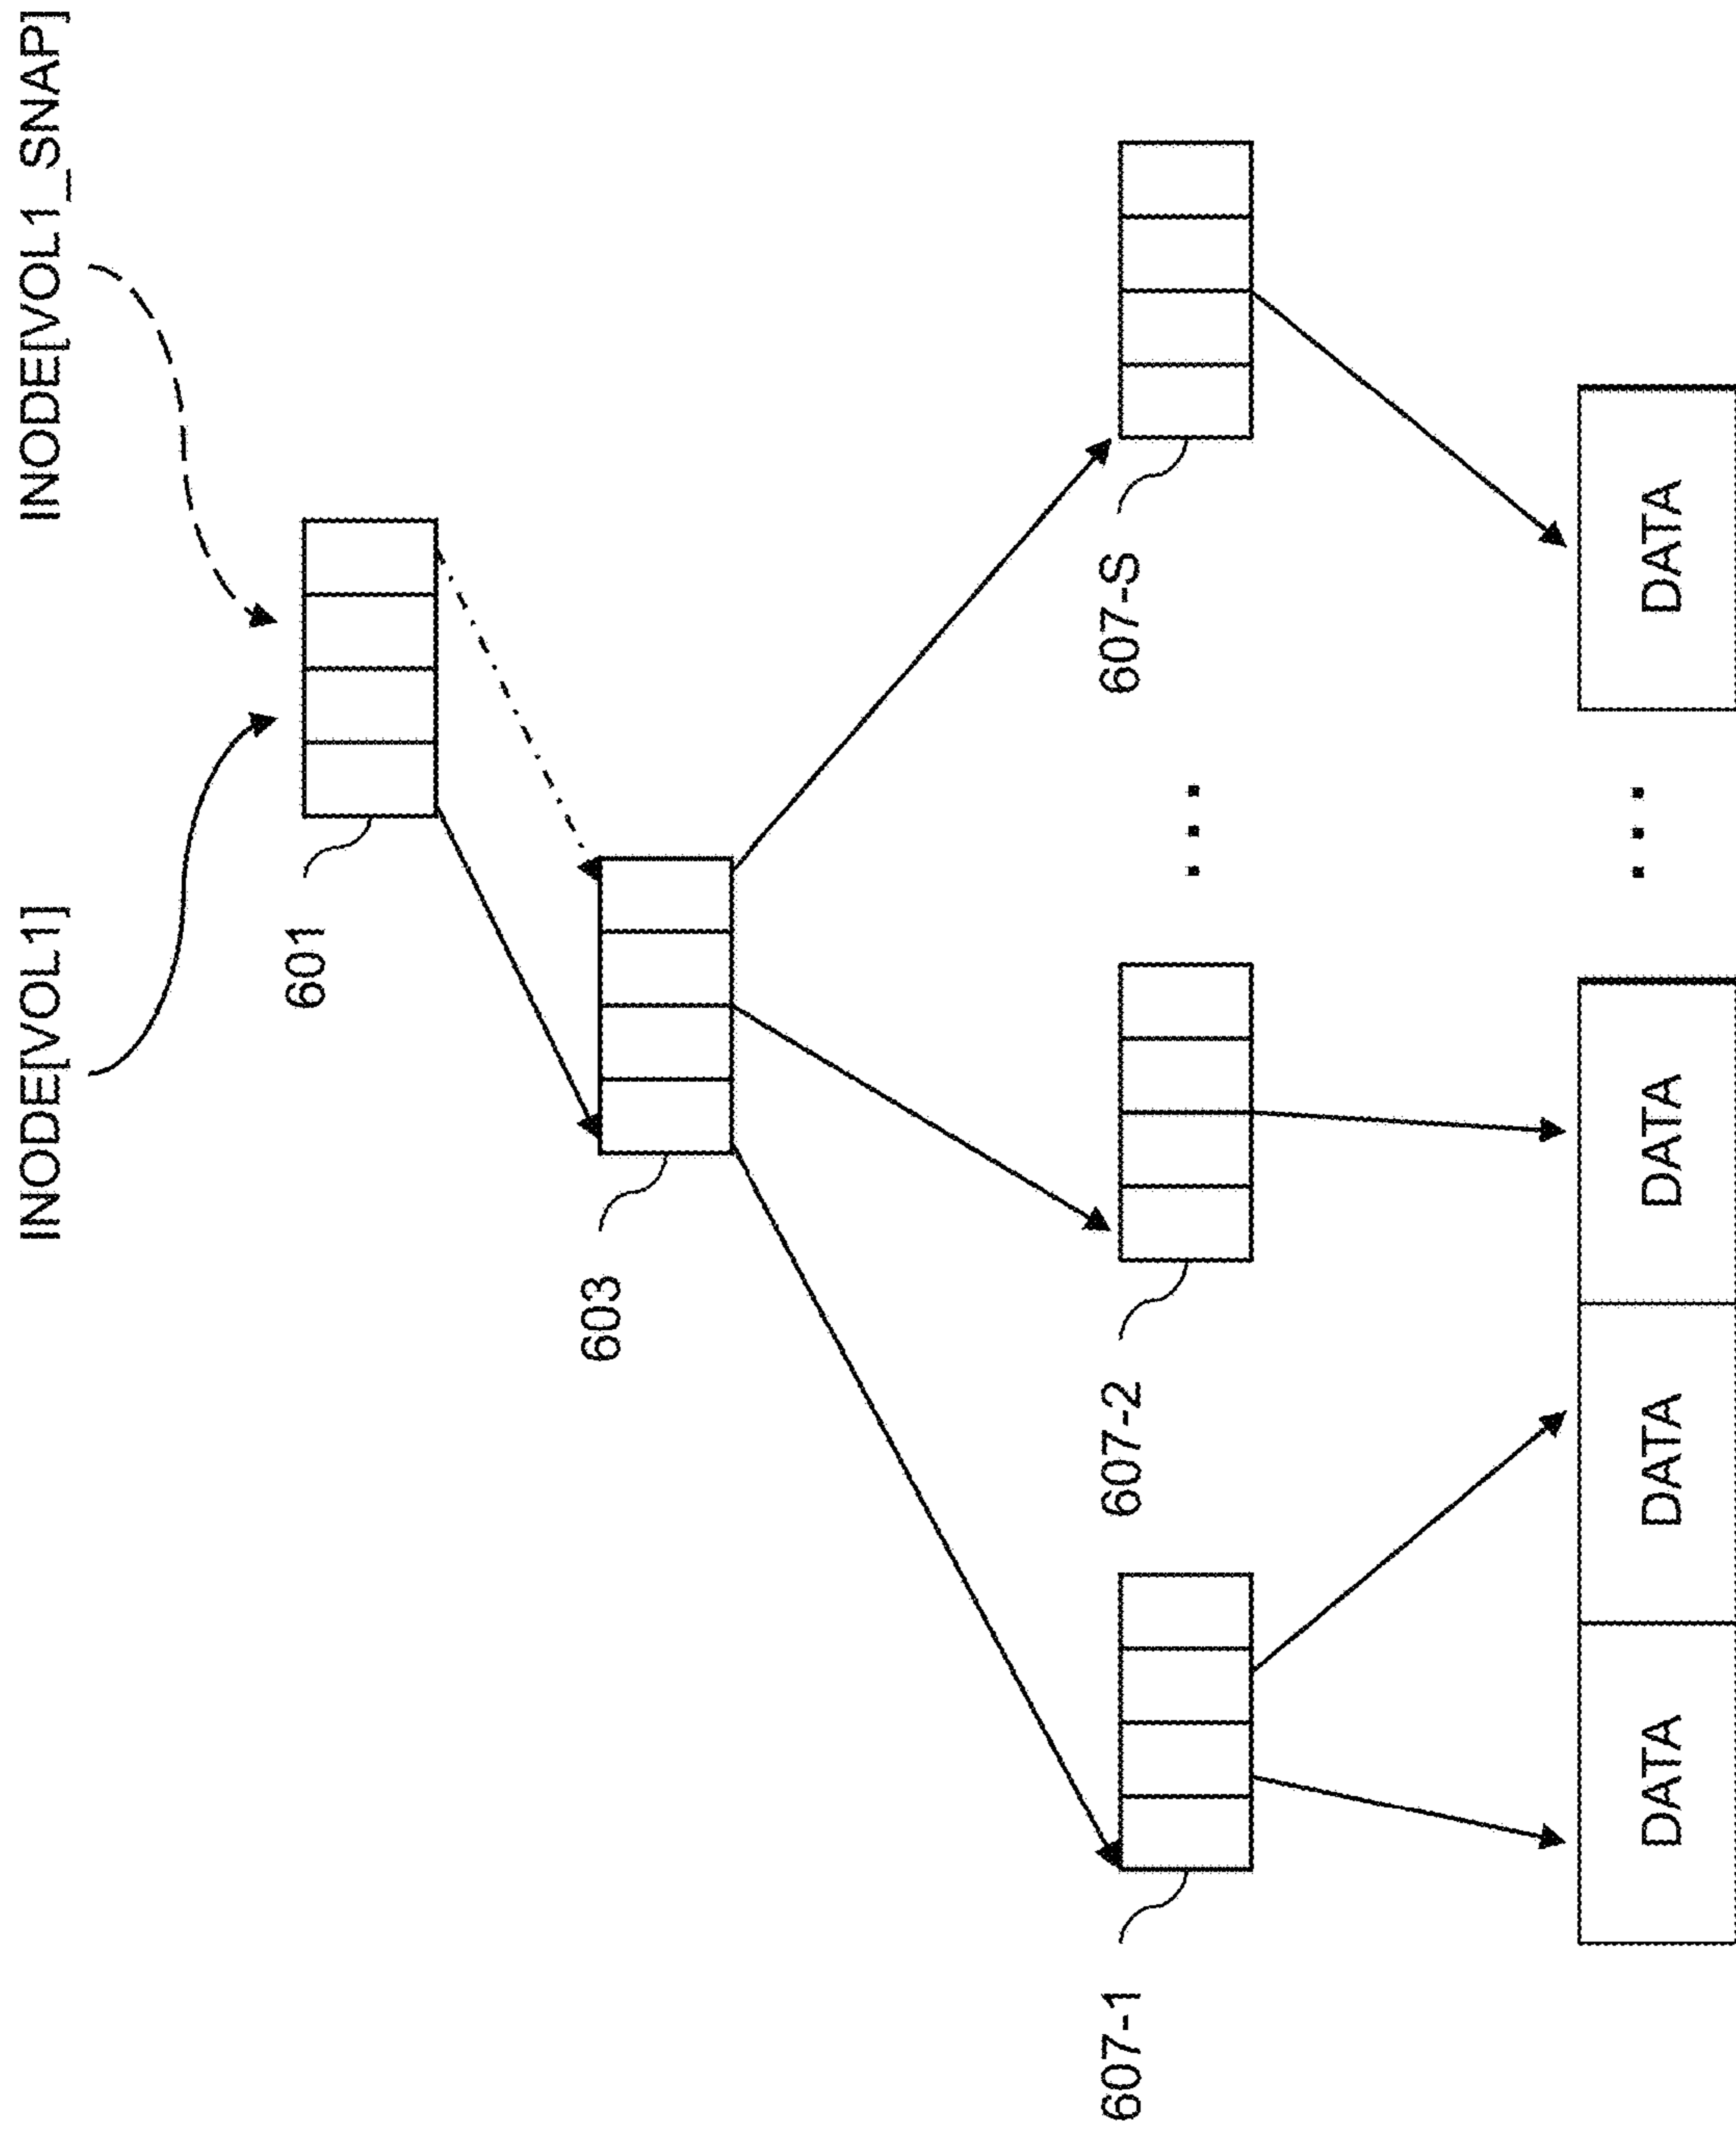 INODE[VOL1]
INODE[VOL1_SNAP]
601
603
607-1
607-2
607-S
DATA
DATA
DATA
DATA